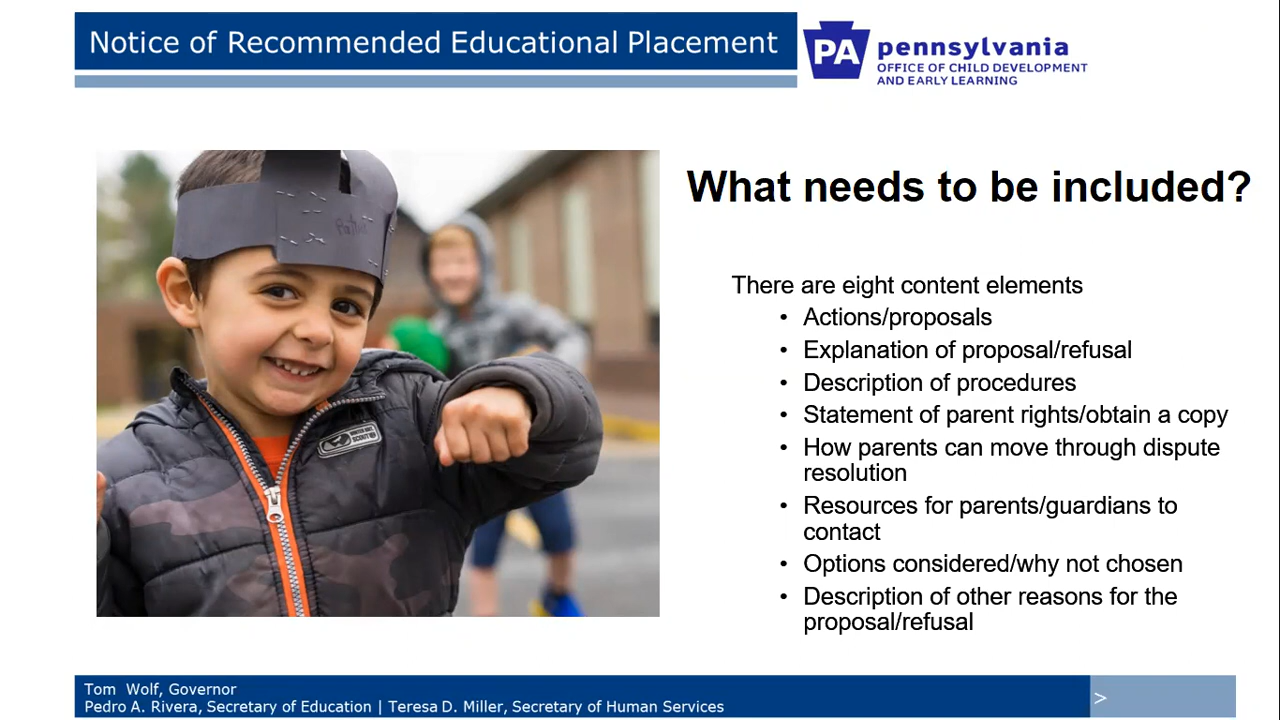 Notice of Recommended Educational Placement
PA
pennsylvania
OFFICE OF CHILD DEVELOPMENT
AND EARLY LEARNING
What needs to be included?
There are eight content elements
• Actions/proposals
• Explanation of proposal/refusal
• Description of procedures
• Statement of parent rights/obtain a copy
• How parents can move through dispute
resolution
• Resources for parents/guardians to
contact
• Options considered/why not chosen
• Description of other reasons for the
proposal/refusal
Tom Wolf, Governor
Pedro A. Rivera, Secretary of Education | Teresa D. Miller, Secretary of Human Services
>